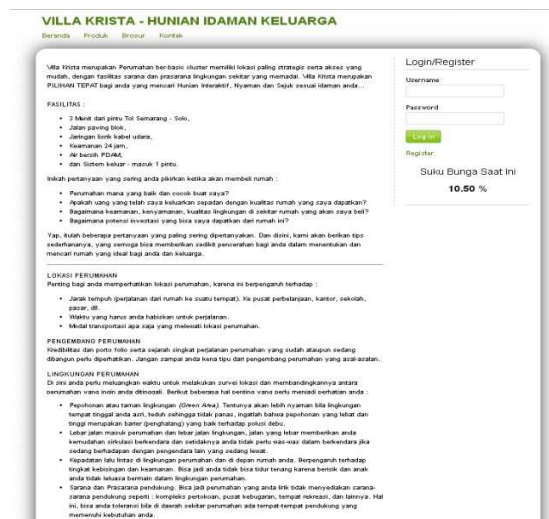 VILLA KRISTA - HUNIAN IDAMAN KELUARGA
Beranda Produk Brosur Kontak
Villa Krista merupakan Perumahan ber-basic cluster memiliki lokasi paling strategis serta akses yang
mudah, dengan fasilitas sarana dan prasarana lingkungan sekitar yang memadai. Villa Krista merupakan
PILIHAN TEPAT bagi anda yang mencari Hunian Interaktif, Nyaman dan Sejuk sesuai idaman anda...
FASILITAS :
3 Menit dari pintu Tol Semarang - Solo,
Jalan paving blok,
Jaringan listrik kabel udara,
Keamanan 24 jam,
Air bersih PDAM,
dan Sistem keluar - masuk 1 pintu.
Inikah pertanyaan yang sering anda pikirkan ketika akan membeli rumah :
Perumahan mana yang baik dan cocok buat saya?
Apakah uang yang telah saya keluarkan sepadan dengan kualitas rumah yang saya dapatkan?
Bagaimana keamanan, kenyamanan, kualitas lingkungan di sekitar rumah yang akan saya beli?
Bagaimana potensi investasi yang bisa saya dapatkan dari rumah ini?
Yap, itulah beberapa pertanyaan yang paling sering dipertanyakan. Dan disini, kami akan berikan tips
sederhananya, yang semoga bisa memberikan sedikit pencerahan bagi anda dalam menentukan dan
mencari rumah yang ideal bagi anda dan keluarga.
LOKASI PERUMAHAN
Penting bagi anda memperhatikan lokasi perumahan, karena ini berpengaruh terhadap :
Jarak tempuh (perjalanan dari rumah ke suatu tempat). Ke pusat perbelanjaan, kantor, sekolah,
pasar, dll.
Waktu yang harus anda habiskan untuk perjalanan.
Modal transportasi apa saja yang melewati lokasi perumahan.
PENGEMBANG PERUMAHAN
Kredibilitas dan porto folio serta sejarah singkat perjalanan perumahan yang sudah ataupun sedang
dibangun perlu diperhatikan. Jangan sampai anda kena tipu dari pengembang perumahan yang asal-asalan.
LINGKUNGAN PERUMAHAN
Di sini anda perlu meluangkan waktu untuk melakukan survei lokasi dan membandingkannya antara
perumahan yang ingin anda ditinggali. Berikut beberapa hal penting yang perlu menjadi perhatian anda :
Pepohonan atau taman lingkungan (Green Area). Tentunya akan lebih nyaman bila lingkungan
tempat tinggal anda asri, teduh sehingga tidak panas, ingatlah bahwa pepohonan yang lebat dan
tinggi merupakan barier (penghalang) yang baik terhadap polusi debu.
Lebar jalan masuk perumahan dan lebar jalan lingkungan, jalan yang lebar memberikan anda
kemudahan sirkulasi berkendara dan setidaknya anda tidak perlu was-was dalam berkendara jika
sedang berhadapan dengan pengendara lain yang sedang lewat.
Kepadatan lalu lintas di lingkungan perumahan dan di depan rumah anda. Berpengaruh terhadap
tingkat kebisingan dan keamanan. Bisa jadi anda tidak bisa tidur tenang karena berisik dan anak
anda tidak leluasa bermain dalam lingkungan perumahan.
Sarana dan Prasarana pendukung. Bisa jadi perumahan yang anda lirik tidak menyediakan sarana-
sarana pendukung seperti : kompleks pertokoan, pusat kebugaran, tempat rekreasi, dan lainnya. Hal
ini, bisa anda toleransi bila di daerah sekitar perumahan ada tempat-tempat pendukung yang
memenuhi kebutuhan anda.
Login/Register
Username
Password
Log in
Register
Suku Bunga Saat Ini
10.50 %